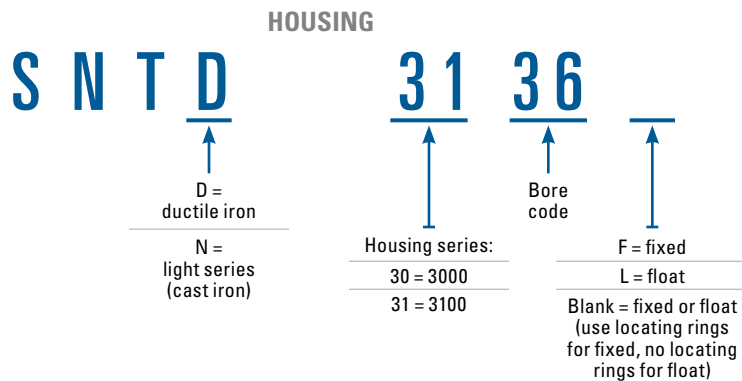 HOUSING
S N T D 31 36
D =
ductile iron
N =
light series
(cast iron)
Housing series:
30 = 3000
31 = 3100
Bore
code
F = fixed
L = float
Blank = fixed or float
(use locating rings
for fixed, no locating
rings for float)